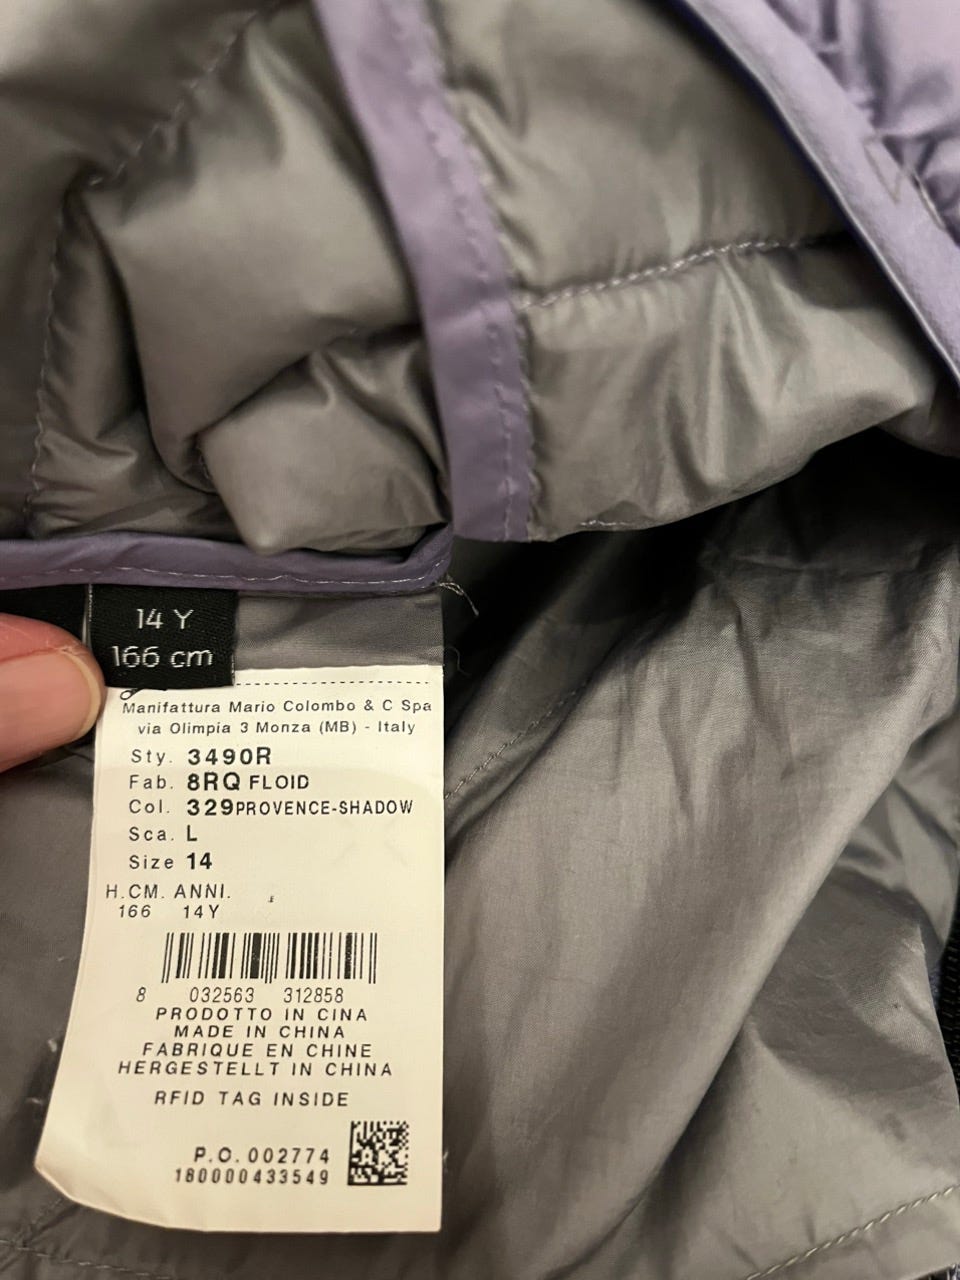 14 Y
166 cm
Manifattura Mario Colombo & C Spa
via Olimpia 3 Monza (MB) - Italy
Sty. 3490R
Fab. 8RQ FLOID
Col. 329PROVENCE-SHADOW
Sca. L
Size 14
H.CM. ANNI.
166 14Y
8 032563 312858
PRODOTTO IN CINA
MADE IN CHINA
FABRIQUE EN CHINE
HERGESTELLT IN CHINA
RFID TAG INSIDE
P.O. 002774
180000433549